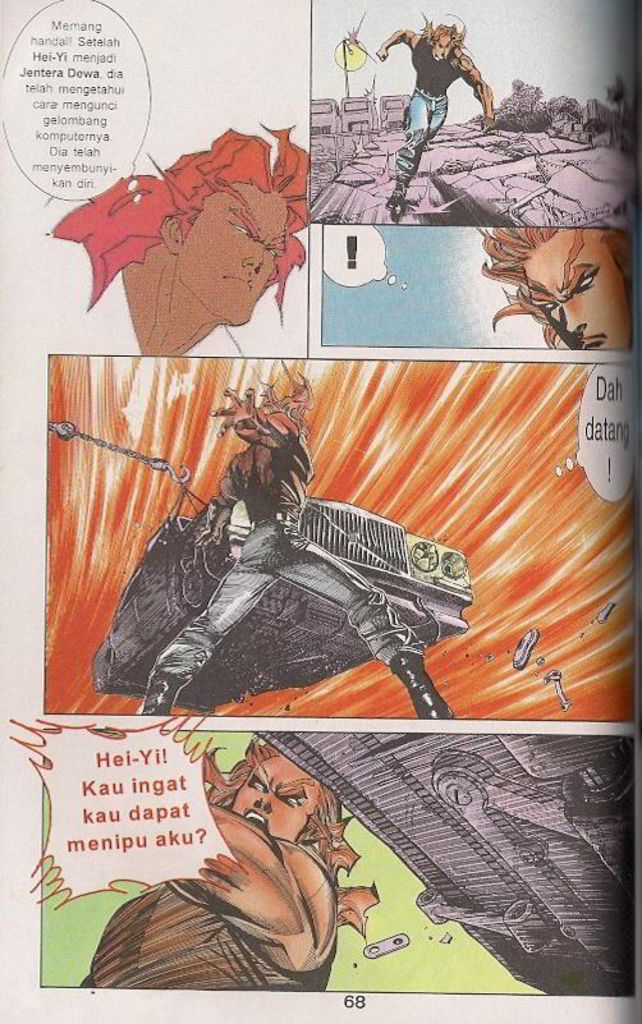 Memang
handal! Setelah
Hei-Yi menjadi
Jentera Dewa, dia
telah mengetahui
cara mengunci
gelombang
komputernya.
Dia telah
menyembunyi-
kan diri.
!
Dah
datang
!
Hei-Yi!
Kau ingat
kau dapat
menipu aku?
68